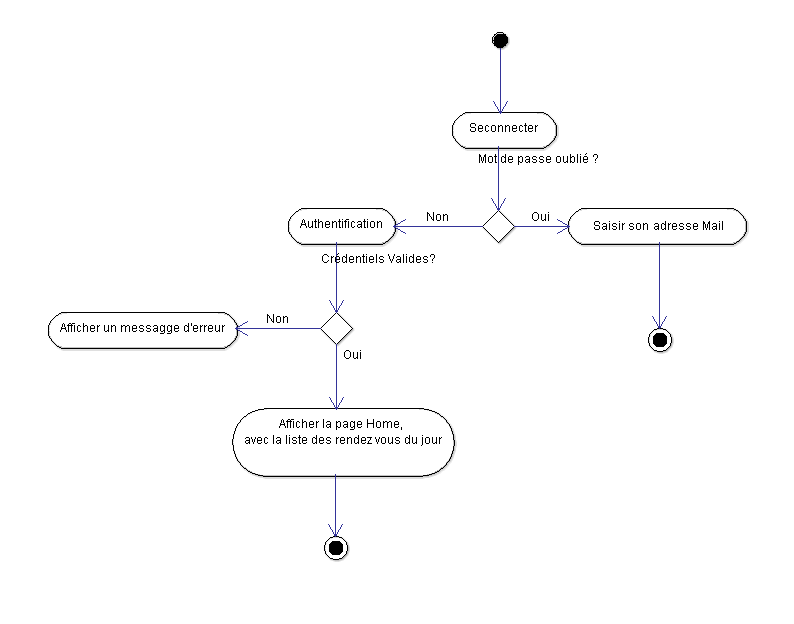 Seconnecter
Mot de passe oublié ?
Authentification
Non
Oui
Saisir son adresse Mail
Crédentiels Valides?
Afficher un messagge d'erreur
Non
Oui
Afficher la page Home,
avec la liste des rendez vous du jour